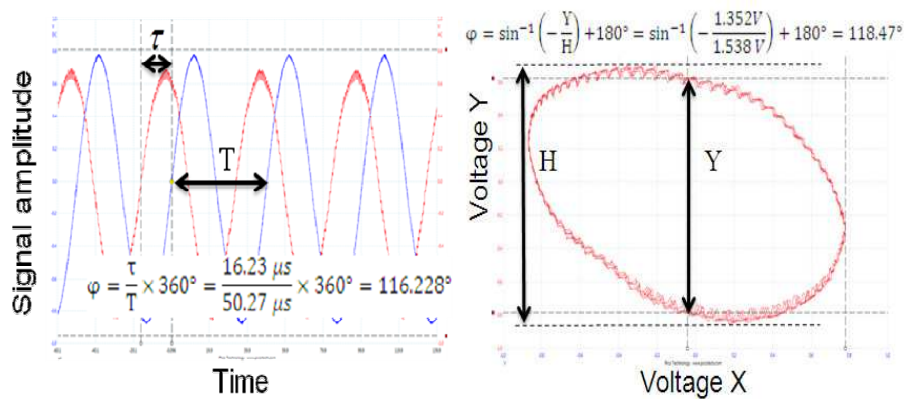 Signal amplitude
τ
T
φ = τ/T × 360° = 16.23 μs/50.27 μs × 360° = 116.228°
Time
φ = sin⁻¹(−Y/H) +180° = sin⁻¹(−1.352V/1.538 V) + 180° = 118.47°
Voltage Y
H
Y
Voltage X